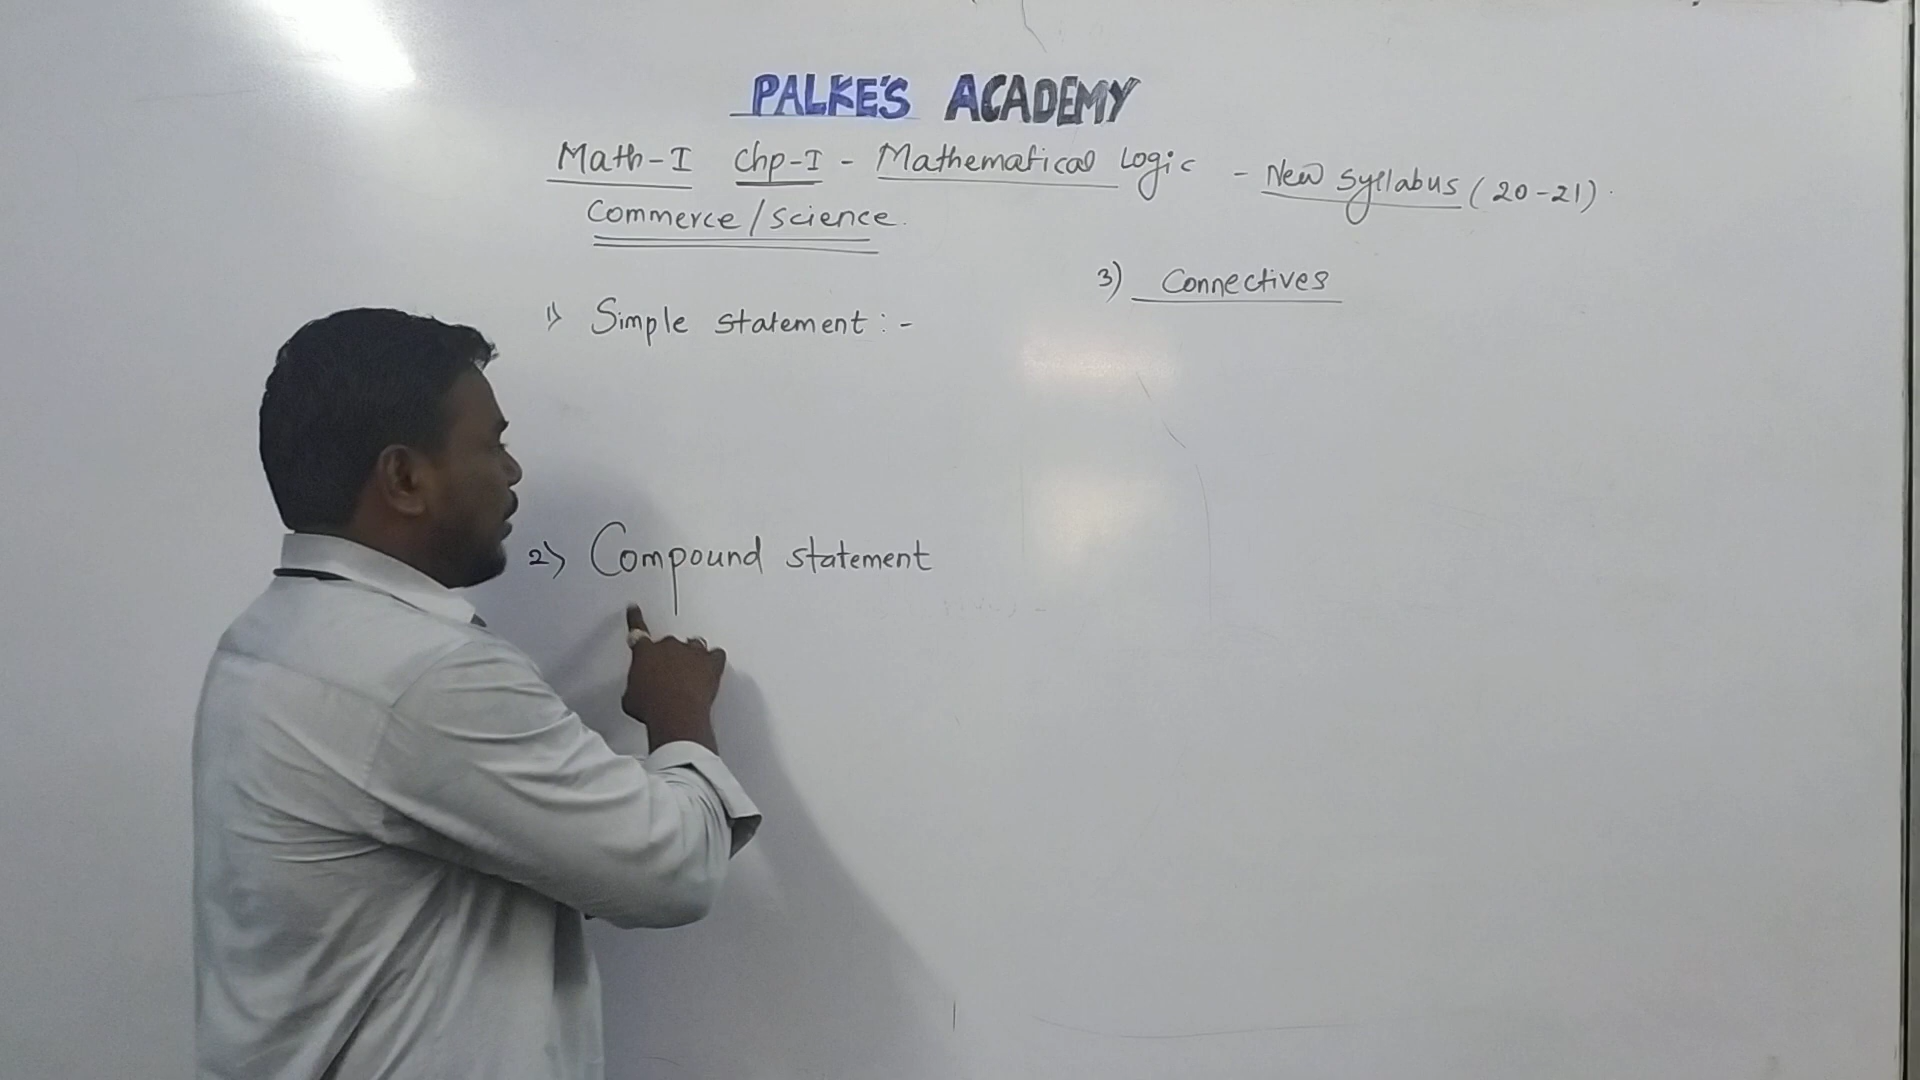 PALKE'S ACADEMY
Math-I Chp-I - Mathematical Logic - New syllabus (20-21).
Commerce/science.
1) Simple statement :-
2) Compound statement
3) Connectives